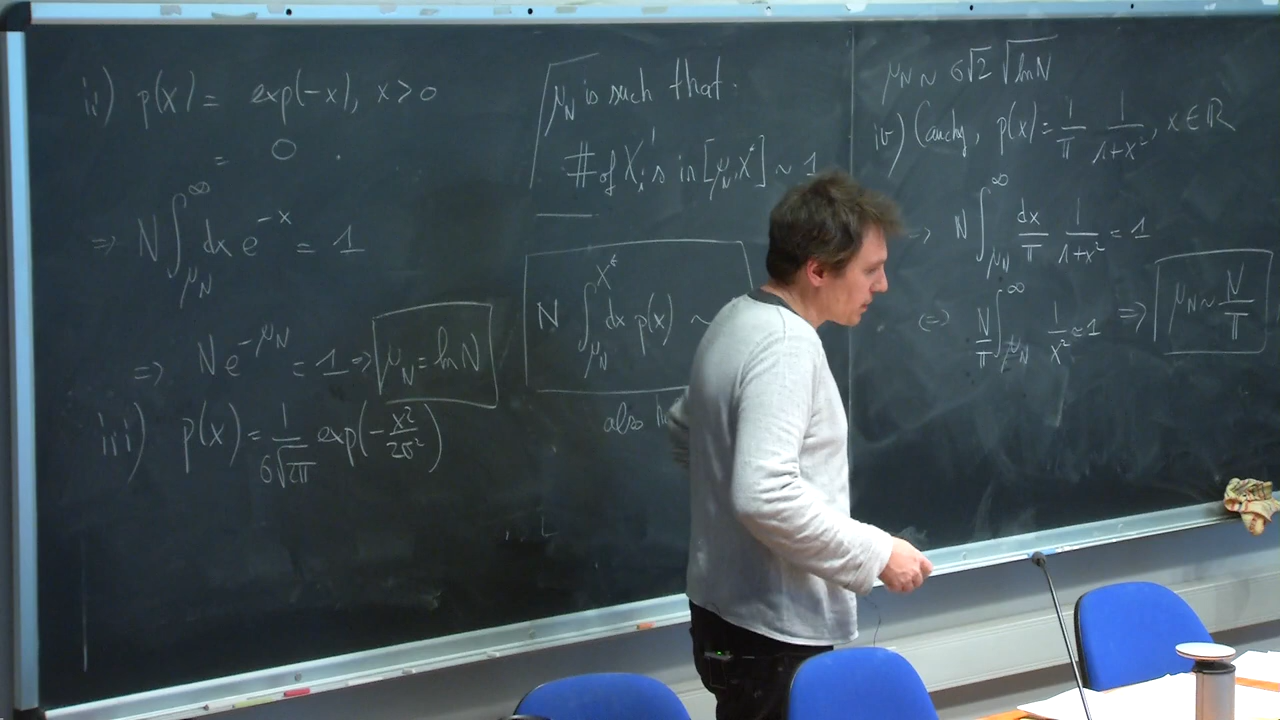 ii) p(x) = exp(-x), x>0
= 0 .
=> N ∫_{μ_N}^{∞} dx e^{-x} = 1
=> N e^{-μ_N} = 1 => μ_N = ln N
iii) p(x) = 1/(σ√(2π)) exp(-x²/(2σ²))
μ_N is such that:
# of X_i's in [μ_N, X*] ~ 1
N ∫_{μ_N}^{X*} dx p(x) ~
also
μ_N ~ σ√2 √(ln N)
iv) Cauchy, p(x) = 1/π 1/(1+x²), x∈ℝ
=> N ∫_{μ_N}^{∞} dx/π 1/(1+x²) = 1
(=) N/π ∫_{μ_N}^{∞} 1/x² ≈ 1 => μ_N ~ N/π